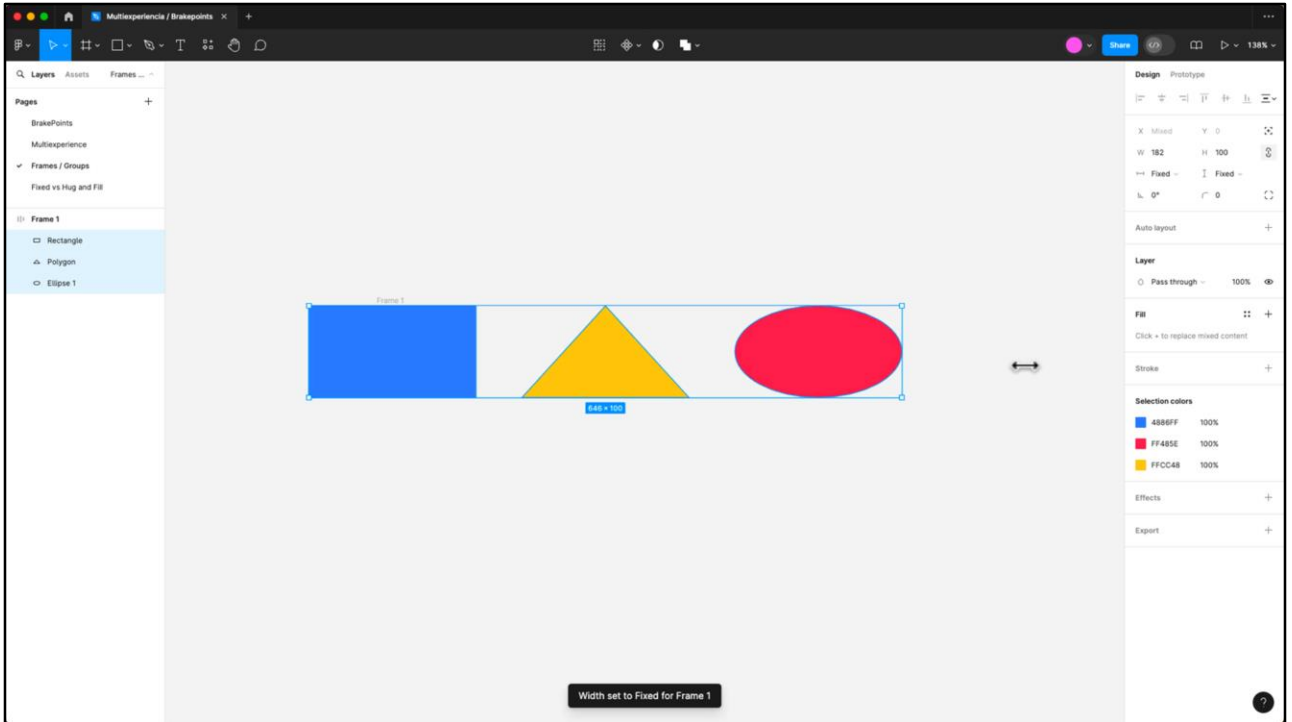 Multiexperiencia / Brakepoints
Share
138%
Layers Assets Frames ...
Pages
BrakePoints
Multiexperience
Frames / Groups
Fixed vs Hug and Fill
Frame 1
Rectangle
Polygon
Ellipse 1
Frame 1
646 × 100
Width set to Fixed for Frame 1
Design Prototype
X Mixed Y 0
W 182 H 100
Fixed Fixed
0° 0
Auto layout
Layer
Pass through 100%
Fill
Click + to replace mixed content
Stroke
Selection colors
4886FF 100%
FF485E 100%
FFCC48 100%
Effects
Export
?